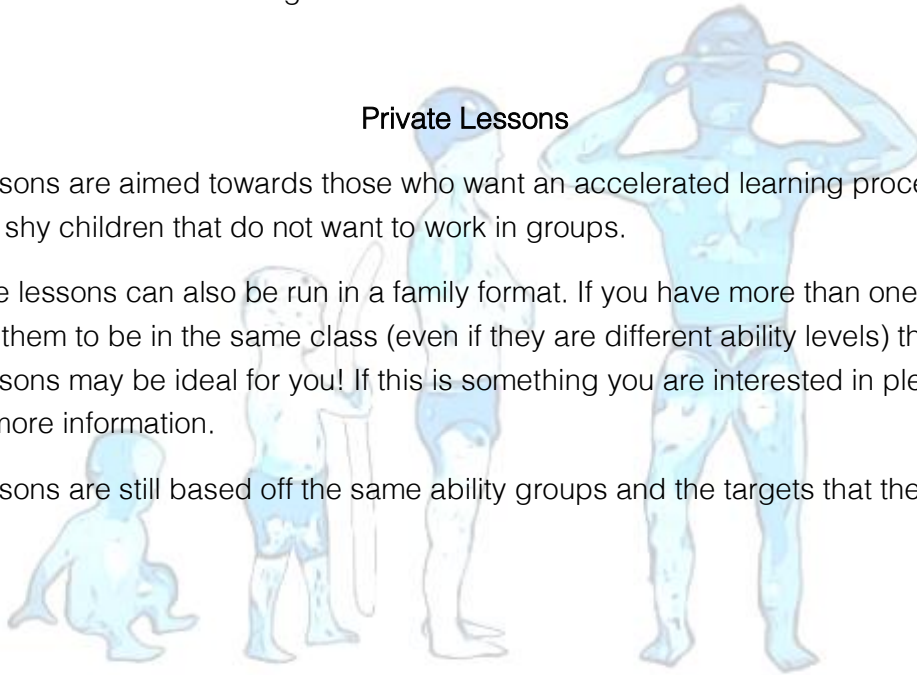 Private Lessons
sons are aimed towards those who want an accelerated learning proce
shy children that do not want to work in groups.
e lessons can also be run in a family format. If you have more than one
them to be in the same class (even if they are different ability levels) th
sons may be ideal for you! If this is something you are interested in ple
more information.
sons are still based off the same ability groups and the targets that the